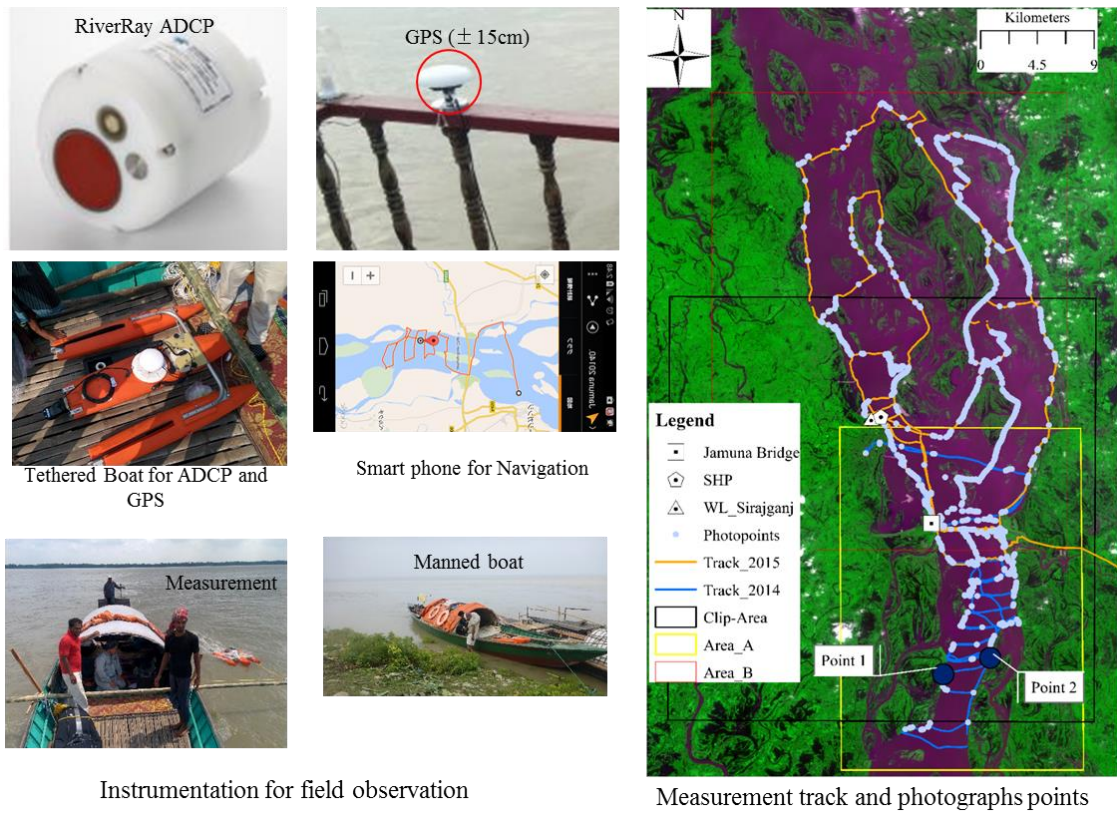 RiverRay ADCP
GPS (± 15cm)
Tethered Boat for ADCP and
GPS
Smart phone for Navigation
Measurement
Manned boat
Instrumentation for field observation
N
Kilometers
0 4.5 9
Legend
Jamuna Bridge
SHP
WL_Sirajganj
Photopoints
Track_2015
Track_2014
Clip-Area
Area_A
Area_B
Point 1
Point 2
Measurement track and photographs points